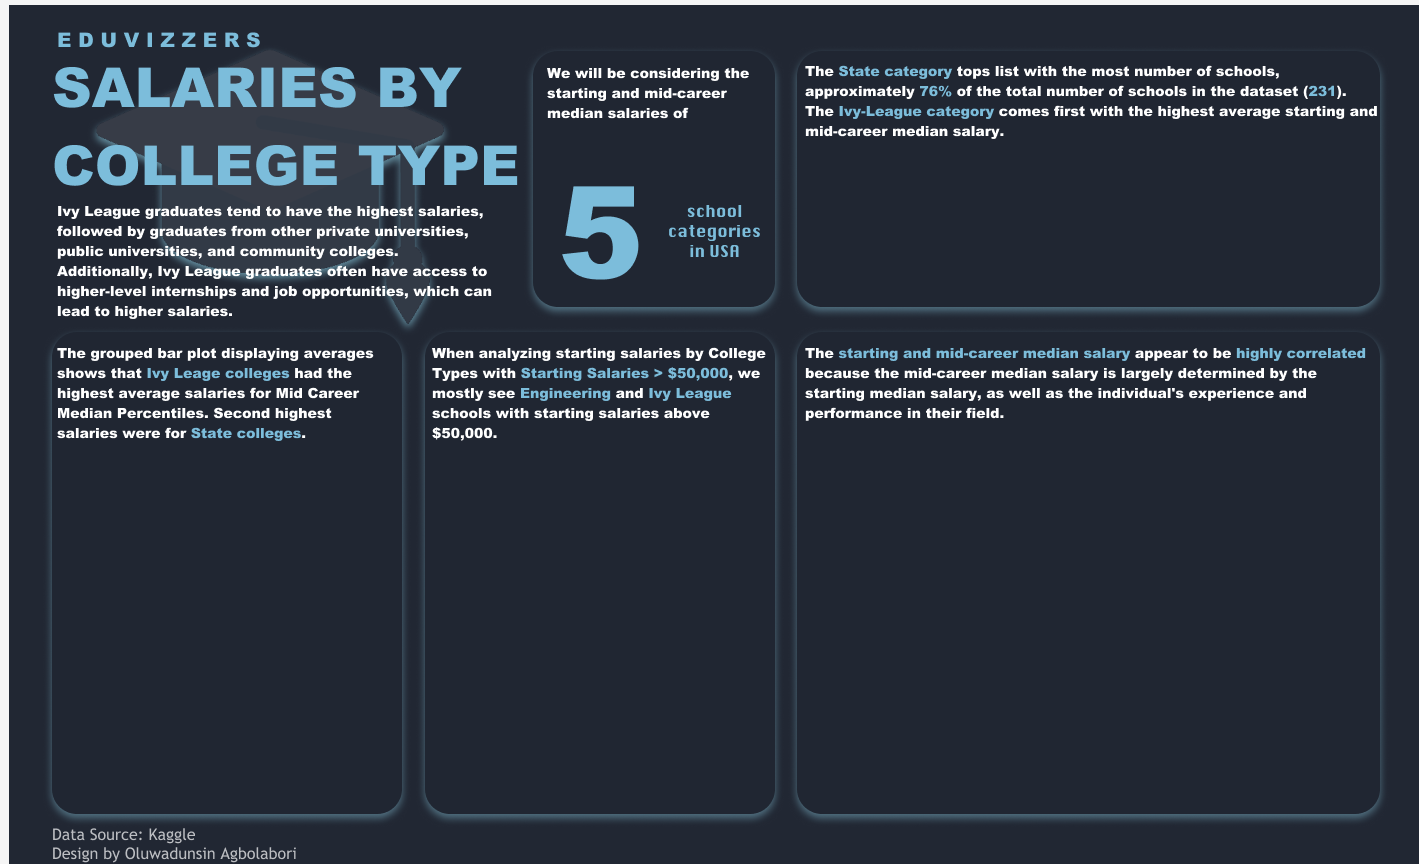 EDUVIZZERS
SALARIES BY
COLLEGE TYPE
Ivy League graduates tend to have the highest salaries,
followed by graduates from other private universities,
public universities, and community colleges.
Additionally, Ivy League graduates often have access to
higher-level internships and job opportunities, which can
lead to higher salaries.
We will be considering the
starting and mid-career
median salaries of
5
school
categories
in USA
The State category tops list with the most number of schools,
approximately 76% of the total number of schools in the dataset (231).
The Ivy-League category comes first with the highest average starting and
mid-career median salary.
The grouped bar plot displaying averages
shows that Ivy Leage colleges had the
highest average salaries for Mid Career
Median Percentiles. Second highest
salaries were for State colleges.
When analyzing starting salaries by College
Types with Starting Salaries > $50,000, we
mostly see Engineering and Ivy League
schools with starting salaries above
$50,000.
The starting and mid-career median salary appear to be highly correlated
because the mid-career median salary is largely determined by the
starting median salary, as well as the individual's experience and
performance in their field.
Data Source: Kaggle
Design by Oluwadunsin Agbolabori